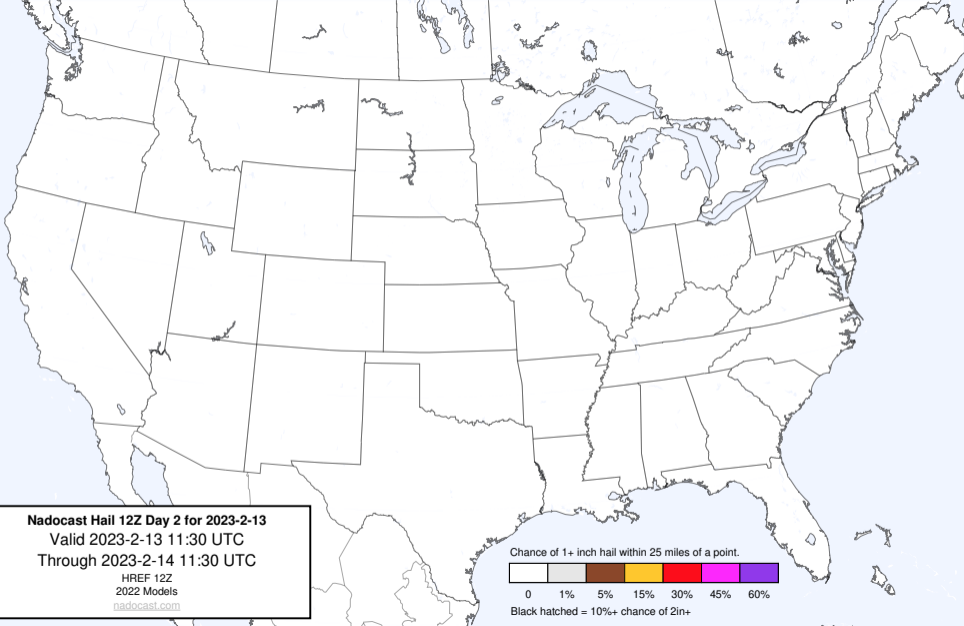 Nadocast Hail 12Z Day 2 for 2023-2-13
Valid 2023-2-13 11:30 UTC
Through 2023-2-14 11:30 UTC
HREF 12Z
2022 Models
nadocast.com
Chance of 1+ inch hail within 25 miles of a point.
0 1% 5% 15% 30% 45% 60%
Black hatched = 10%+ chance of 2in+